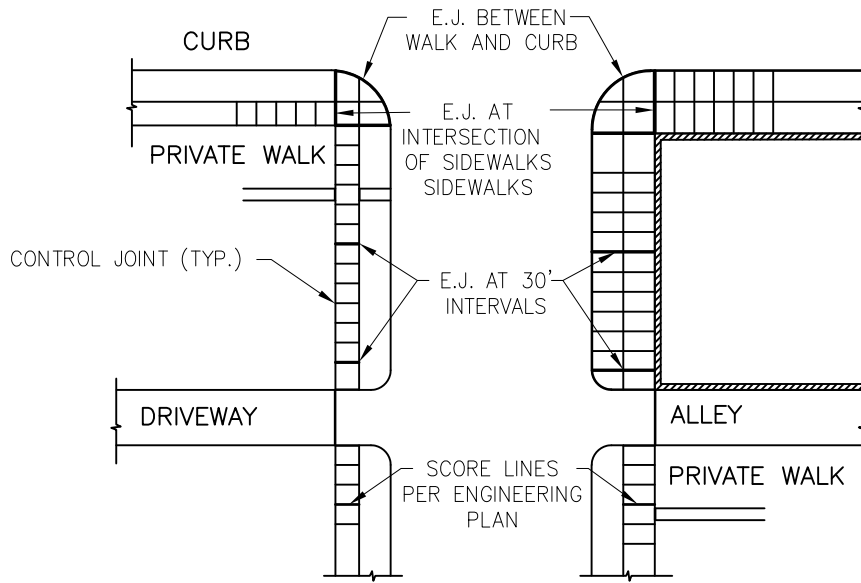 E.J. BETWEEN
WALK AND CURB
CURB
E.J. AT
INTERSECTION
OF SIDEWALKS
SIDEWALKS
PRIVATE WALK
CONTROL JOINT (TYP.)
E.J. AT 30'
INTERVALS
DRIVEWAY
ALLEY
SCORE LINES
PER ENGINEERING
PLAN
PRIVATE WALK